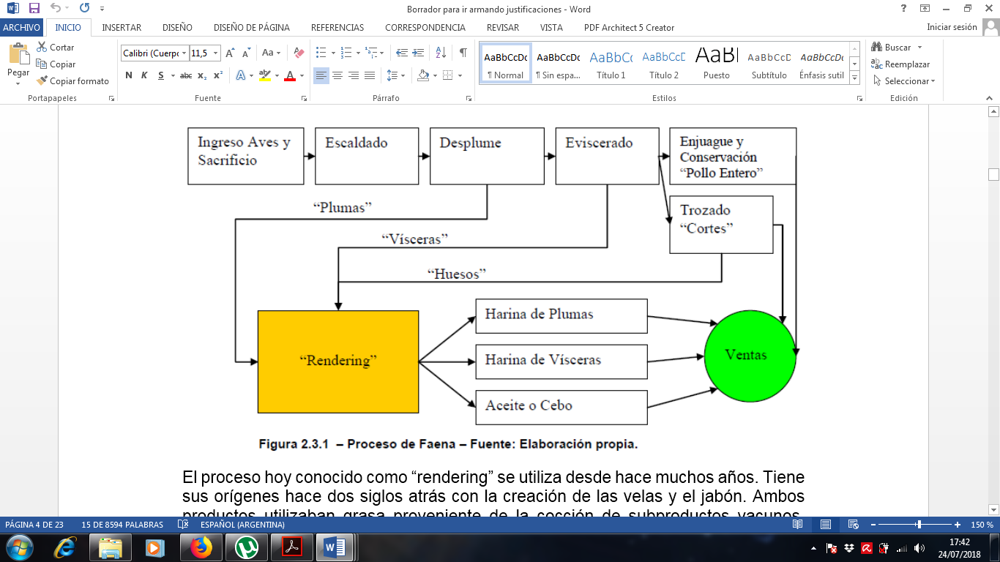 Borrador para ir armando justificaciones - Word
ARCHIVO INICIO INSERTAR DISEÑO DISEÑO DE PÁGINA REFERENCIAS CORRESPONDENCIA REVISAR VISTA PDF Architect 5 Creator
Iniciar sesión
Pegar
Cortar
Copiar
Copiar formato
Portapapeles
Calibri (Cuerpo 11,5
N K S abc x₂ x²
Fuente
Párrafo
AaBbCcDc AaBbCcDc AaBbCc AaBbCcD AaBl AaBbCcD AaBbCcDc
¶ Normal ¶ Sin espa... Título 1 Título 2 Puesto Subtítulo Énfasis sutil
Estilos
Buscar
Reemplazar
Seleccionar
Edición
Ingreso Aves y
Sacrificio
Escaldado
Desplume
Eviscerado
Enjuague y
Conservación
“Pollo Entero”
Trozado
“Cortes”
“Plumas”
“Vísceras”
“Huesos”
“Rendering”
Harina de Plumas
Harina de Vísceras
Aceite o Cebo
Ventas
Figura 2.3.1 – Proceso de Faena – Fuente: Elaboración propia.
El proceso hoy conocido como “rendering” se utiliza desde hace muchos años. Tiene
sus orígenes hace dos siglos atrás con la creación de las velas y el jabón. Ambos
productos utilizaban grasa proveniente de la cocción de subproductos vacunos.
PÁGINA 4 DE 23 15 DE 8594 PALABRAS ESPAÑOL (ARGENTINA) 150 %
17:42
24/07/2018